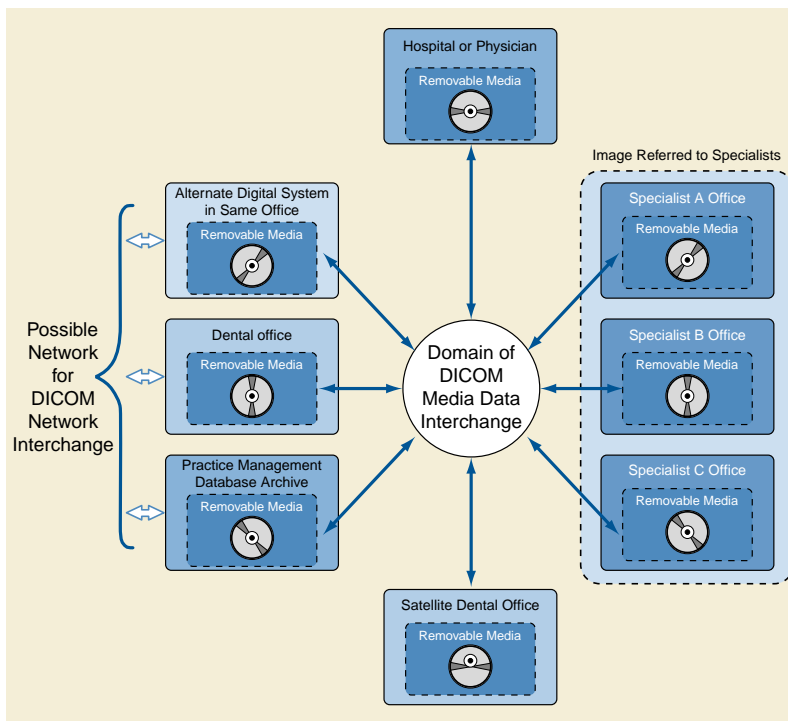 Hospital or Physician
Removable Media
Image Referred to Specialists
Alternate Digital System
in Same Office
Removable Media
Specialist A Office
Removable Media
Possible
Network
for
DICOM
Network
Interchange
Dental office
Removable Media
Domain of
DICOM
Media Data
Interchange
Specialist B Office
Removable Media
Practice Management
Database Archive
Removable Media
Specialist C Office
Removable Media
Satellite Dental Office
Removable Media